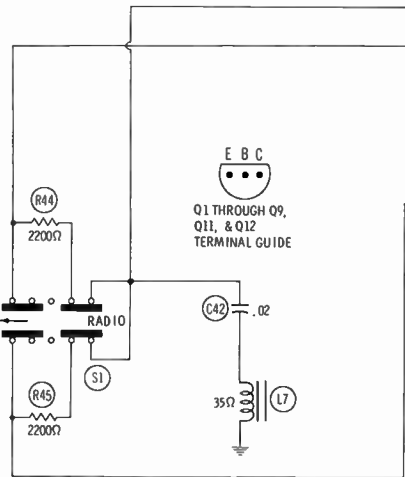 E B C
Q1 THROUGH Q9,
Q11, & Q12
TERMINAL GUIDE
R44
2200Ω
RADIO
S1
C42
.02
R45
2200Ω
35Ω
L7